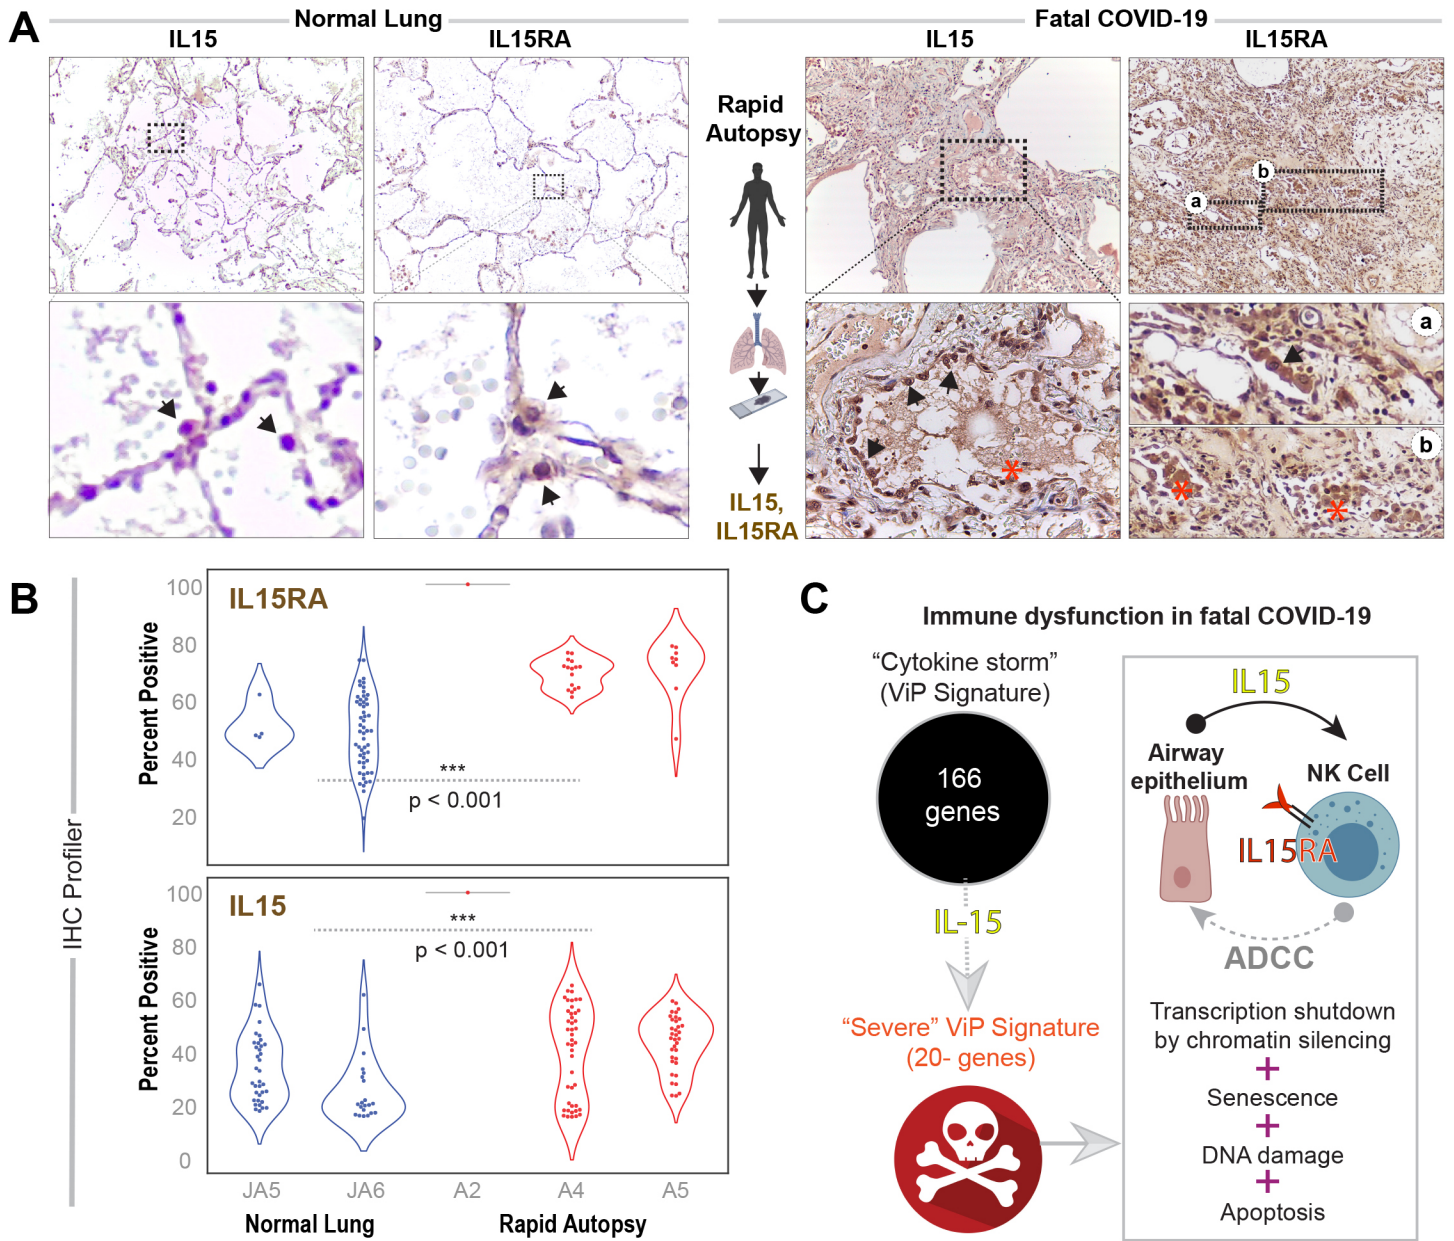 A
Normal Lung
IL15
IL15RA
Fatal COVID-19
IL15
IL15RA
Rapid
Autopsy
IL15,
IL15RA
b
a
a
b
B
IHC Profiler
IL15RA
Percent Positive
100
80
60
40
20
***
p < 0.001
IL15
Percent Positive
100
80
60
40
20
0
***
p < 0.001
JA5
JA6
A2
A4
A5
Normal Lung
Rapid Autopsy
C
Immune dysfunction in fatal COVID-19
“Cytokine storm”
(ViP Signature)
166
genes
IL-15
“Severe” ViP Signature
(20- genes)
IL15
Airway
epithelium
NK Cell
IL15RA
ADCC
Transcription shutdown
by chromatin silencing
+
Senescence
+
DNA damage
+
Apoptosis